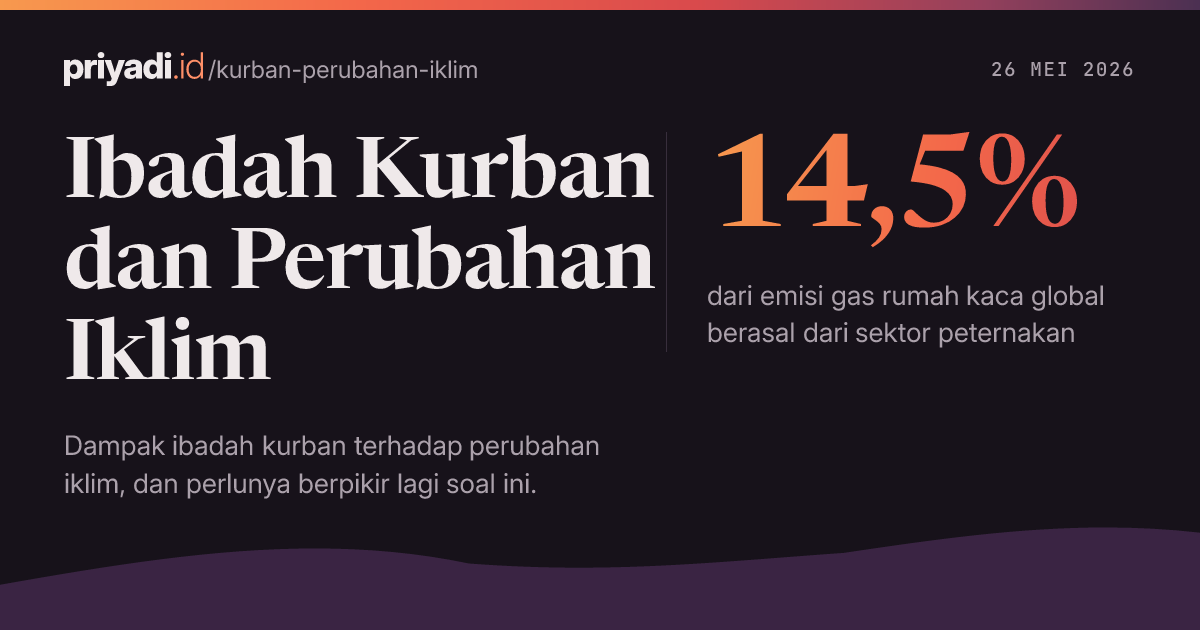 priyadi.id/kurban-perubahan-iklim
26 MEI 2026
Ibadah Kurban
dan Perubahan
Iklim
14,5%
dari emisi gas rumah kaca global
berasal dari sektor peternakan
Dampak ibadah kurban terhadap perubahan
iklim, dan perlunya berpikir lagi soal ini.